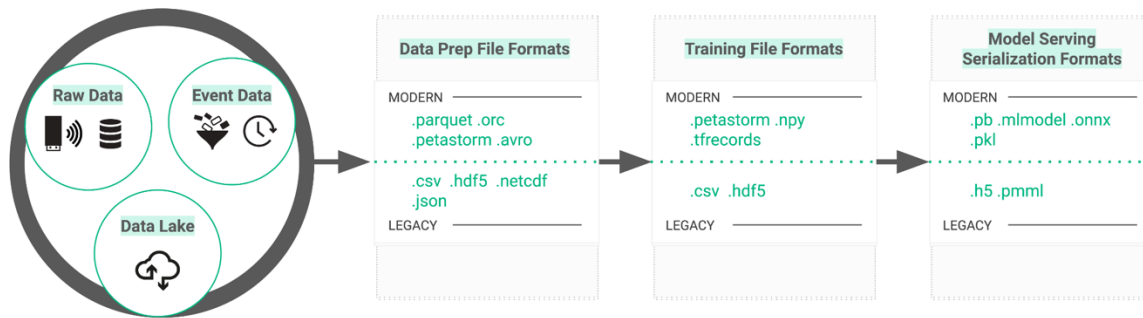 Raw Data
Event Data
Data Lake
Data Prep File Formats
MODERN
.parquet .orc
.petastorm .avro
.csv .hdf5 .netcdf
.json
LEGACY
Training File Formats
MODERN
.petastorm .npy
.tfrecords
.csv .hdf5
LEGACY
Model Serving
Serialization Formats
MODERN
.pb .mlmodel .onnx
.pkl
.h5 .pmml
LEGACY